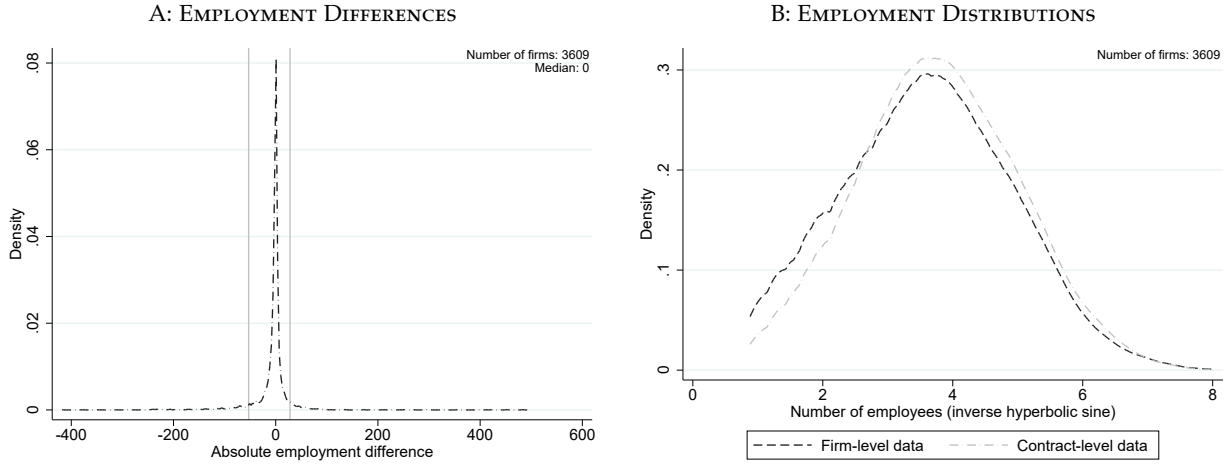 A: Employment Differences
Number of firms: 3609
Median: 0
Density
.08
.06
.04
.02
0
-400 -200 0 200 400 600
Absolute employment difference
B: Employment Distributions
Number of firms: 3609
Density
.3
.2
.1
0
0 2 4 6 8
Number of employees (inverse hyperbolic sine)
Firm-level data Contract-level data